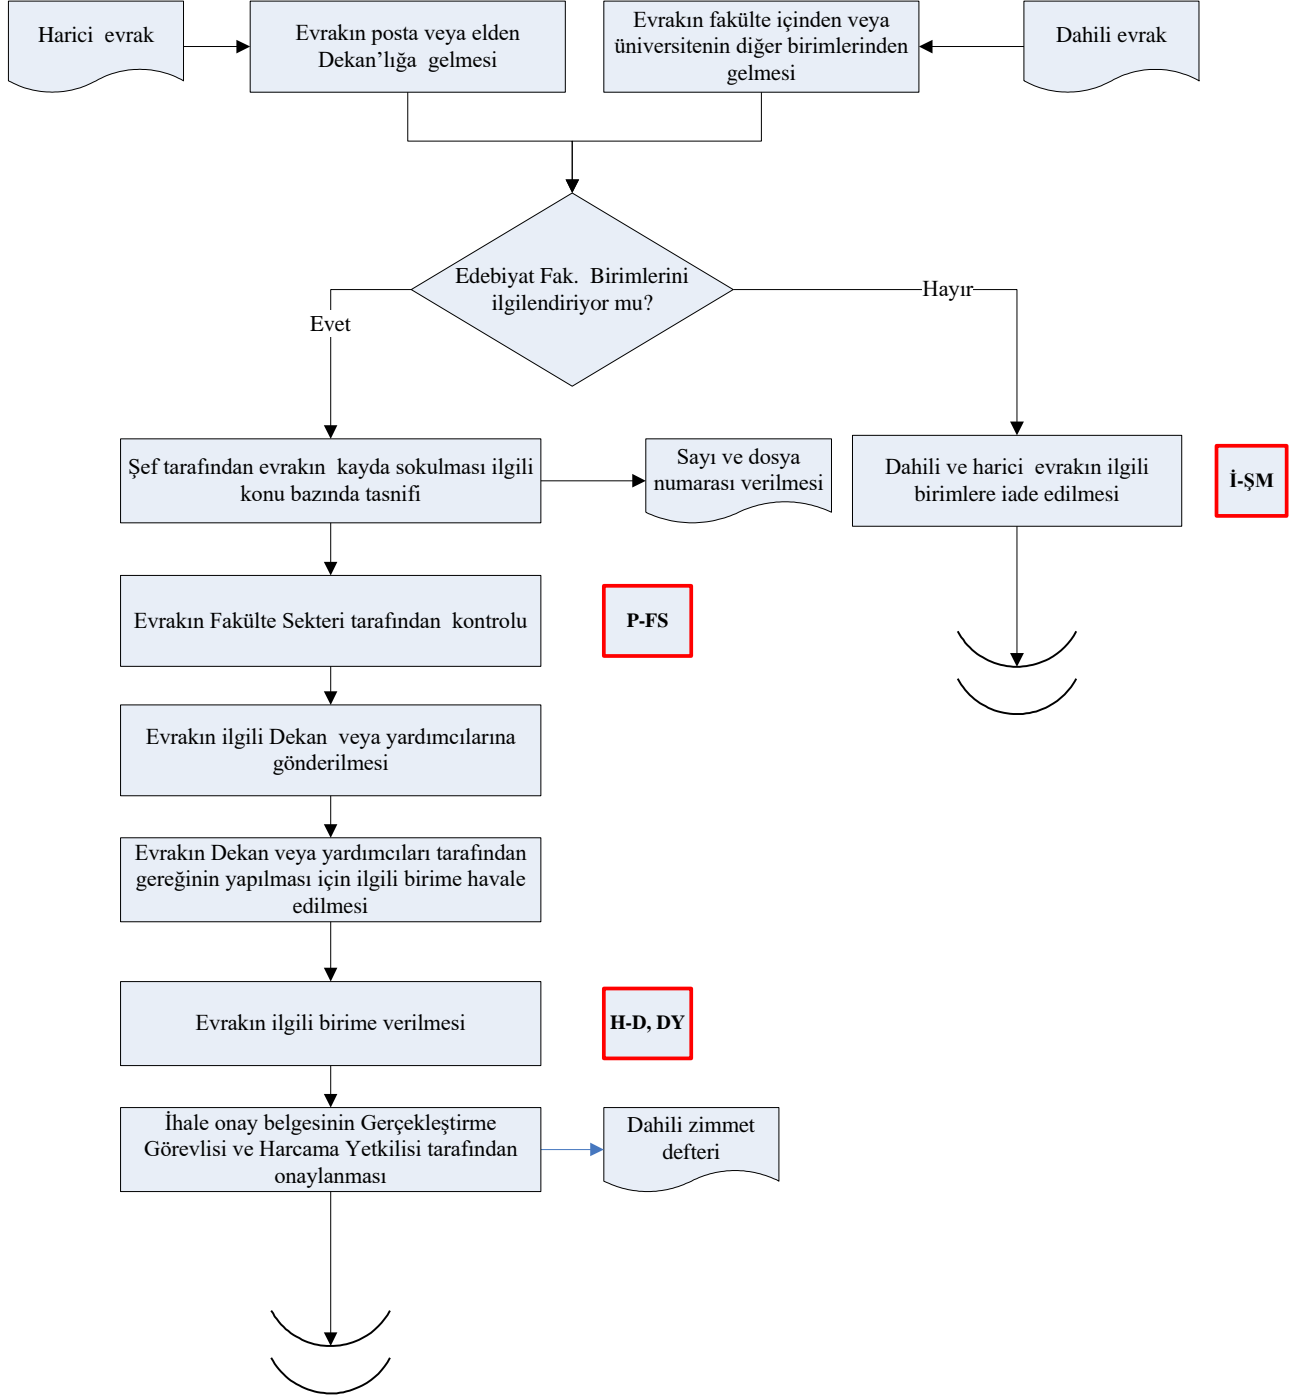 Harici evrak
Evrakın posta veya elden
Dekan’lığa gelmesi
Evrakın fakülte içinden veya
üniversitenin diğer birimlerinden
gelmesi
Dahili evrak
Edebiyat Fak. Birimlerini
ilgilendiriyor mu?
Hayır
Evet
Şef tarafından evrakın kayda sokulması ilgili
konu bazında tasnifi
Sayı ve dosya
numarası verilmesi
Dahili ve harici evrakın ilgili
birimlere iade edilmesi
İ-ŞM
Evrakın Fakülte Sekteri tarafından kontrolu
P-FS
Evrakın ilgili Dekan veya yardımcılarına
gönderilmesi
Evrakın Dekan veya yardımcıları tarafından
gereğinin yapılması için ilgili birime havale
edilmesi
Evrakın ilgili birime verilmesi
H-D, DY
İhale onay belgesinin Gerçekleştirme
Görevlisi ve Harcama Yetkilisi tarafından
onaylanması
Dahili zimmet
defteri